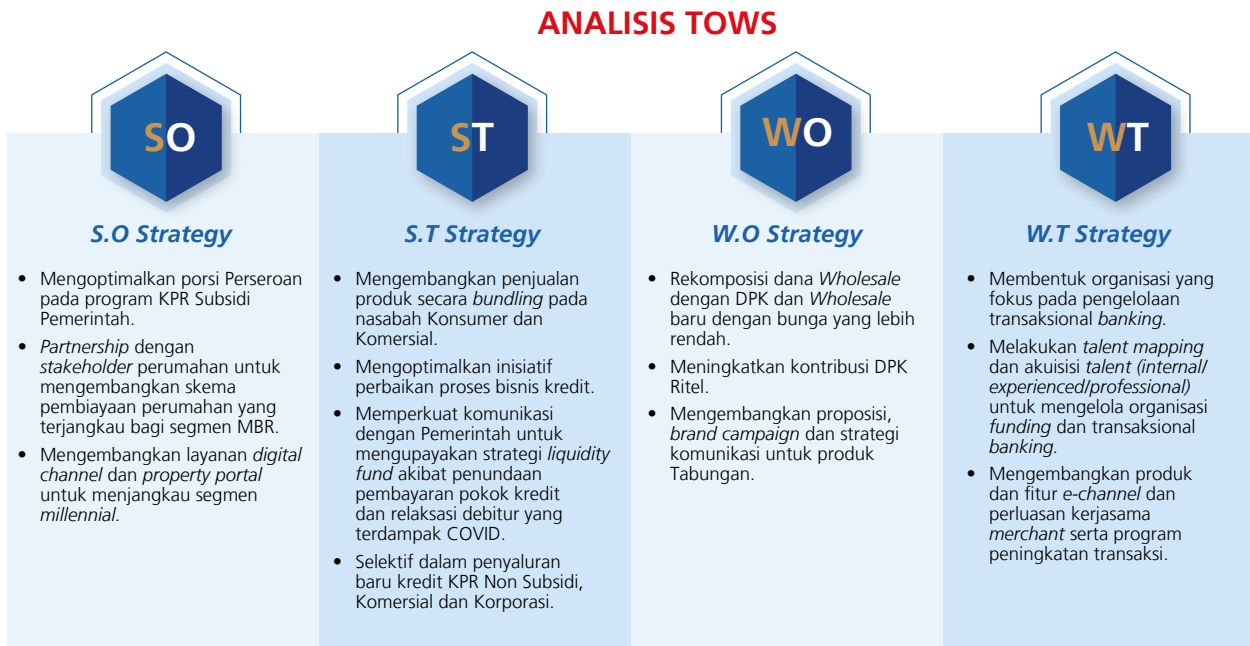 ANALISIS TOWS
SO
S.O Strategy
• Mengoptimalkan porsi Perseroan
pada program KPR Subsidi
Pemerintah.
• Partnership dengan
stakeholder perumahan untuk
mengembangkan skema
pembiayaan perumahan yang
terjangkau bagi segmen MBR.
• Mengembangkan layanan digital
channel dan property portal
untuk menjangkau segmen
millennial.
ST
S.T Strategy
• Mengembangkan penjualan
produk secara bundling pada
nasabah Konsumer dan
Komersial.
• Mengoptimalkan inisiatif
perbaikan proses bisnis kredit.
• Memperkuat komunikasi
dengan Pemerintah untuk
mengupayakan strategi liquidity
fund akibat penundaan
pembayaran pokok kredit
dan relaksasi debitur yang
terdampak COVID.
• Selektif dalam penyaluran
baru kredit KPR Non Subsidi,
Komersial dan Korporasi.
WO
W.O Strategy
• Rekomposisi dana Wholesale
dengan DPK dan Wholesale
baru dengan bunga yang lebih
rendah.
• Meningkatkan kontribusi DPK
Ritel.
• Mengembangkan proposisi,
brand campaign dan strategi
komunikasi untuk produk
Tabungan.
WT
W.T Strategy
• Membentuk organisasi yang
fokus pada pengelolaan
transaksional banking.
• Melakukan talent mapping
dan akuisisi talent (internal/
experienced/professional)
untuk mengelola organisasi
funding dan transaksional
banking.
• Mengembangkan produk
dan fitur e-channel dan
perluasan kerjasama
merchant serta program
peningkatan transaksi.